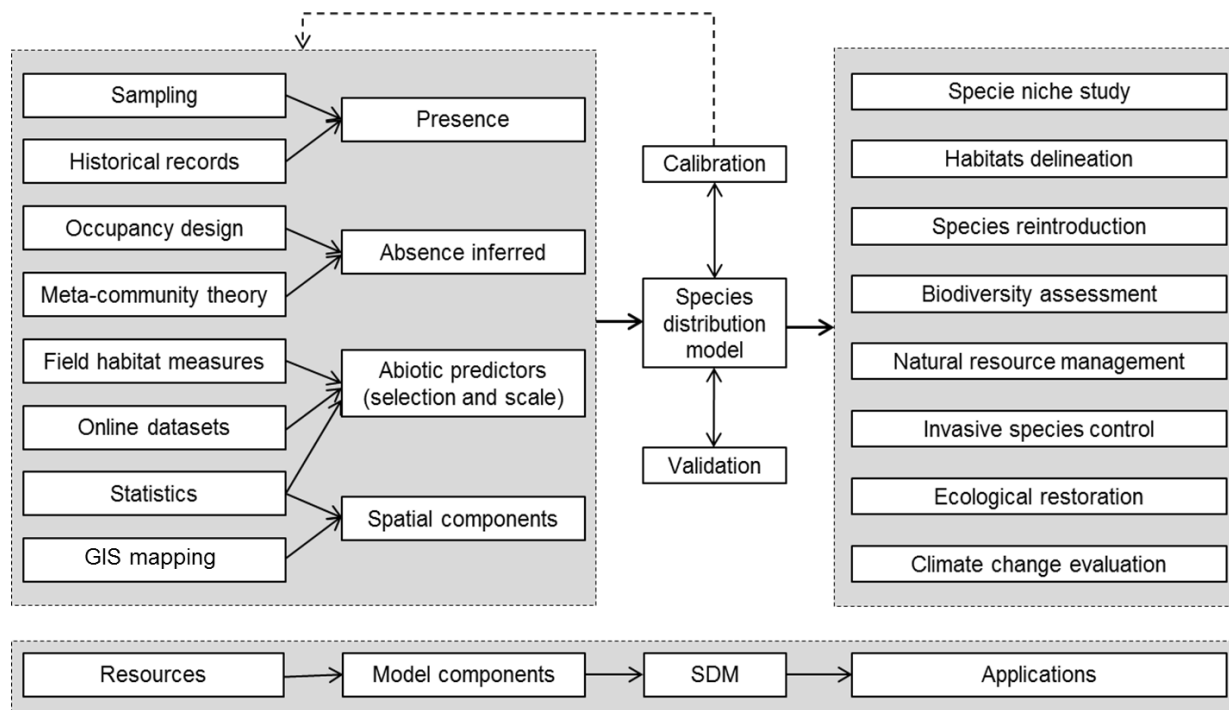 Sampling
Historical records
Occupancy design
Meta-community theory
Field habitat measures
Online datasets
Statistics
GIS mapping
Presence
Absence inferred
Abiotic predictors
(selection and scale)
Spatial components
Calibration
Species
distribution
model
Validation
Specie niche study
Habitats delineation
Species reintroduction
Biodiversity assessment
Natural resource management
Invasive species control
Ecological restoration
Climate change evaluation
Resources
Model components
SDM
Applications